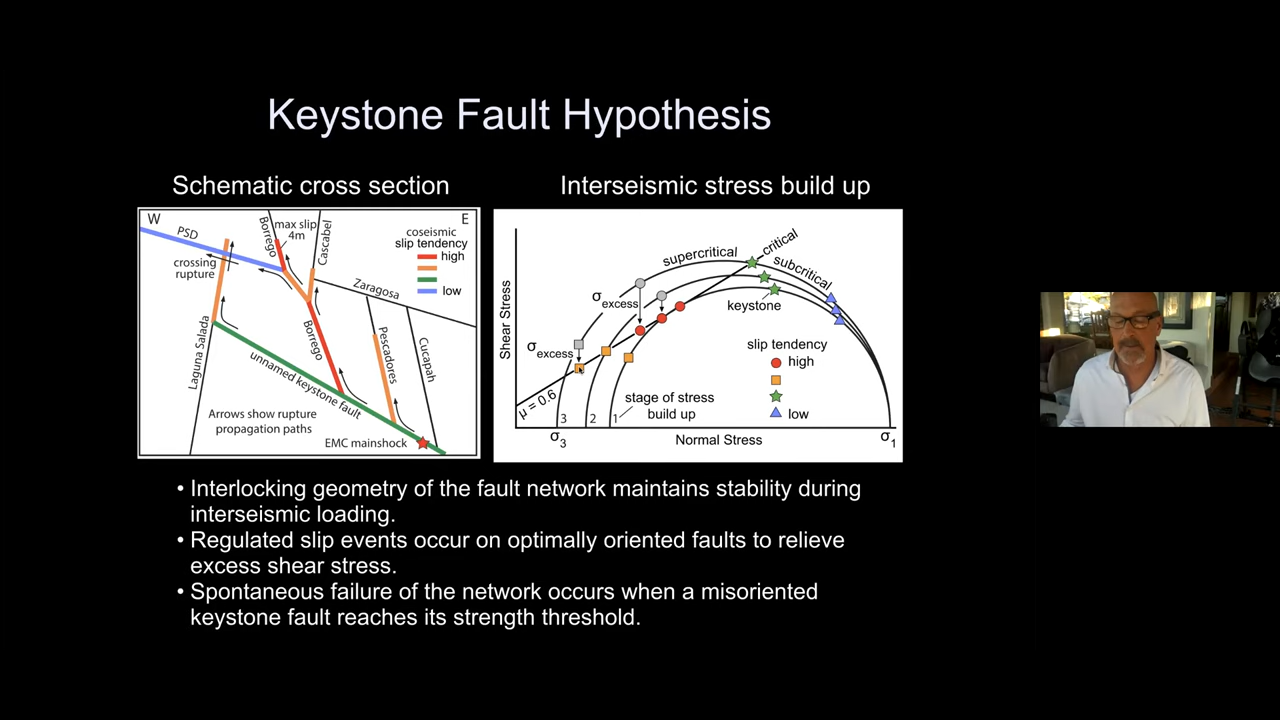 Keystone Fault Hypothesis
Schematic cross section
W
E
PSD
Borrego
max slip
4m
Cascabel
coseismic
slip tendency
high
low
crossing
rupture
Zaragosa
Laguna Salada
Borrego
Pescadores
Cucapah
unnamed keystone fault
Arrows show rupture
propagation paths
EMC mainshock
Interseismic stress build up
Shear Stress
supercritical
critical
subcritical
σexcess
keystone
σexcess
slip tendency
high
low
μ = 0.6
stage of stress
build up
3
2
1
σ3
Normal Stress
σ1
• Interlocking geometry of the fault network maintains stability during
interseismic loading.
• Regulated slip events occur on optimally oriented faults to relieve
excess shear stress.
• Spontaneous failure of the network occurs when a misoriented
keystone fault reaches its strength threshold.